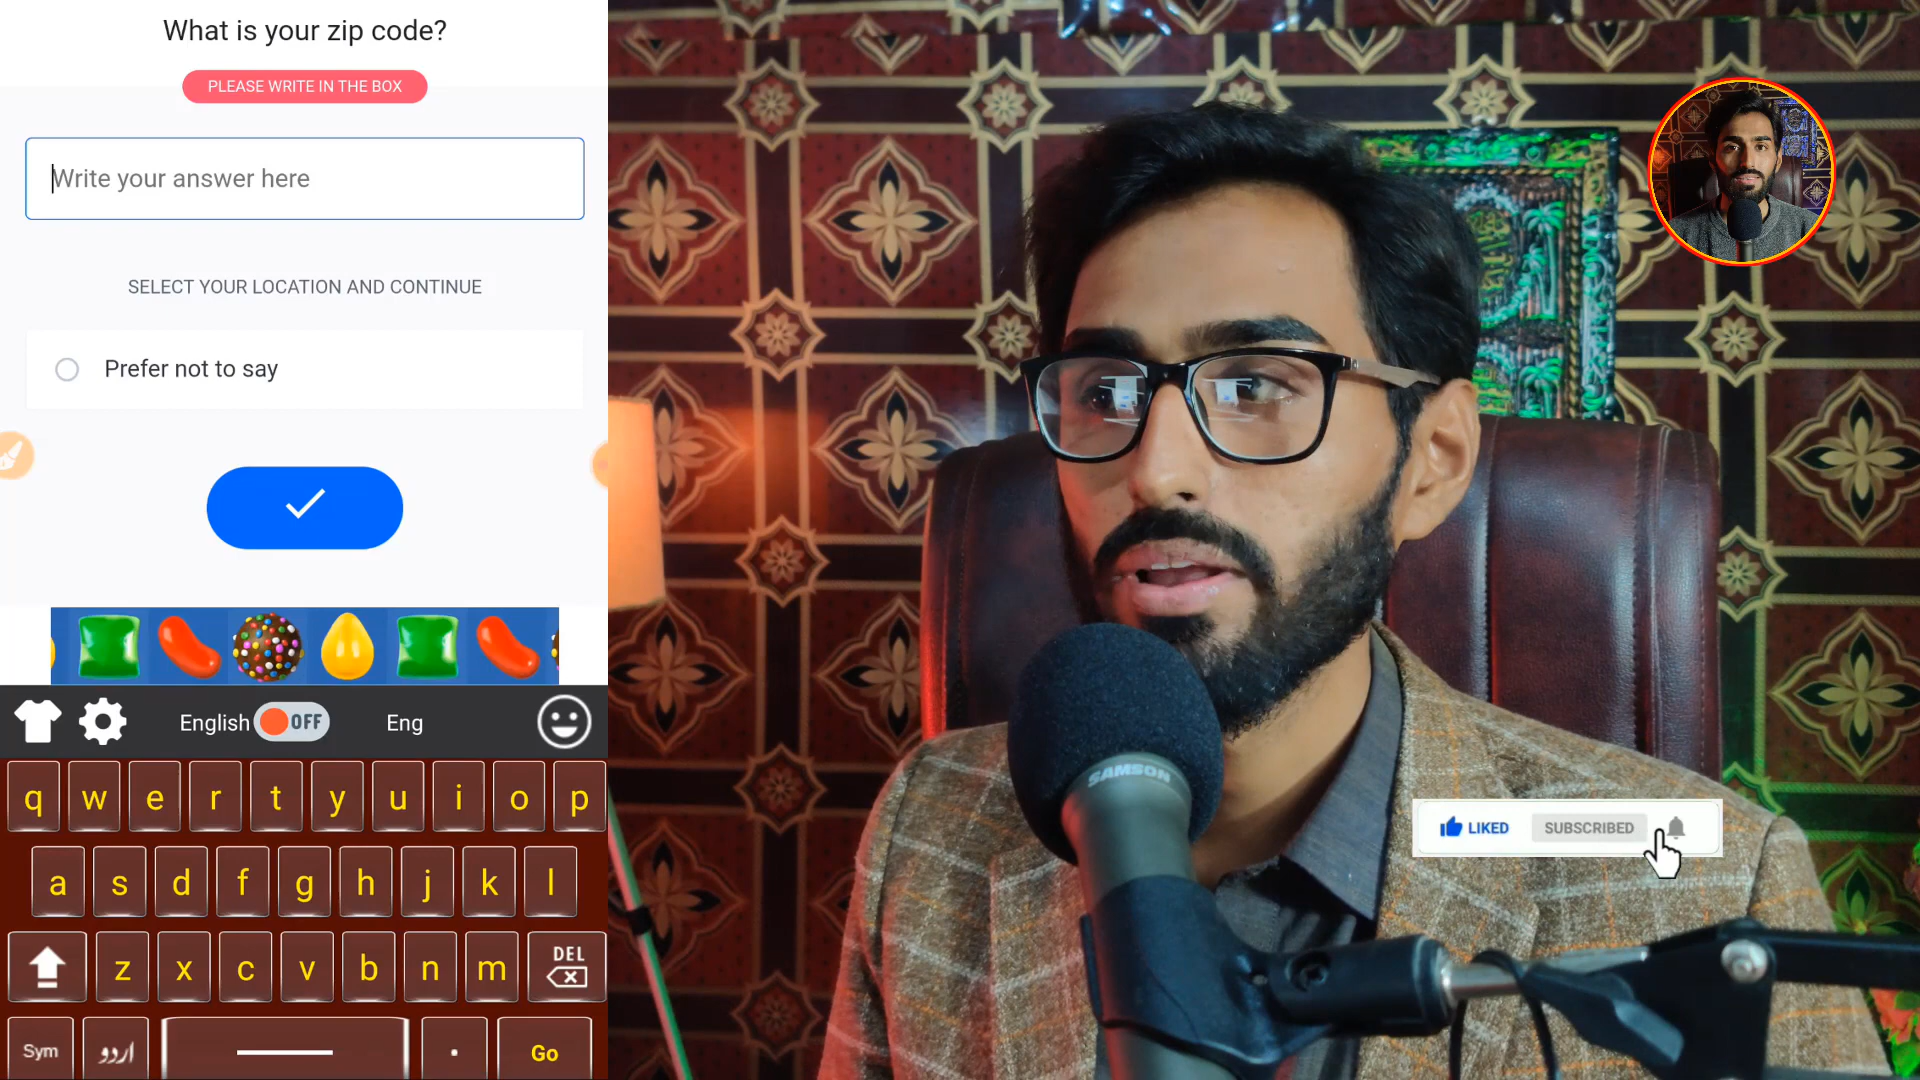 What is your zip code?
PLEASE WRITE IN THE BOX
Write your answer here
SELECT YOUR LOCATION AND CONTINUE
Prefer not to say
English OFF Eng
q w e r t y u i o p
a s d f g h j k l
z x c v b n m DEL
Sym اردو . Go
SAMSON
LIKED SUBSCRIBED